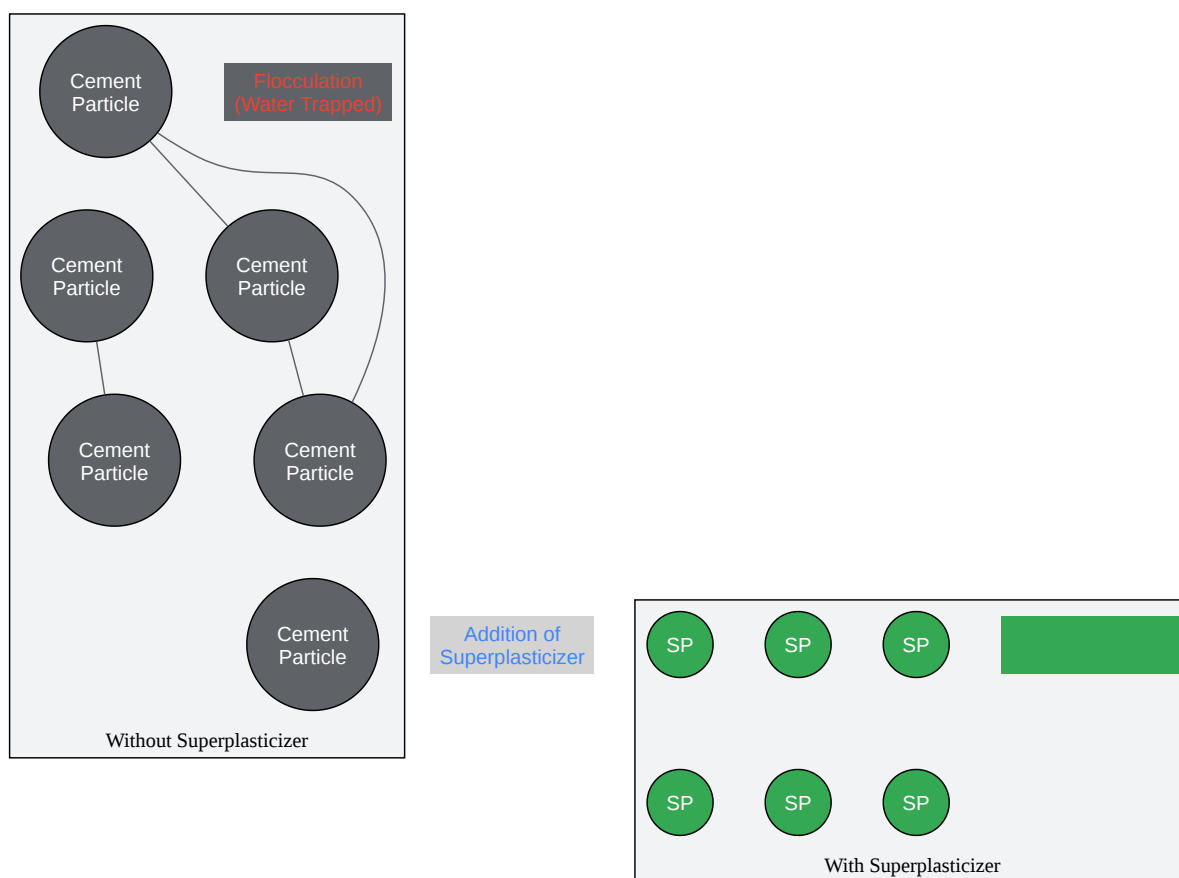 Cement
Particle
Flocculation
(Water Trapped)
Cement
Particle
Cement
Particle
Cement
Particle
Cement
Particle
Cement
Particle
Without Superplasticizer
Addition of
Superplasticizer
SP
SP
SP
SP
SP
SP
With Superplasticizer